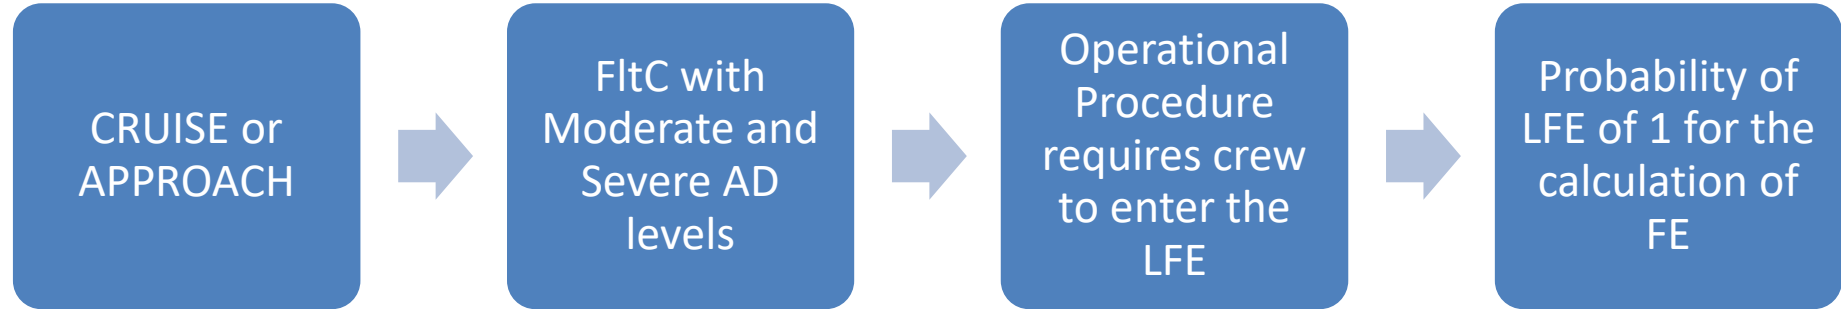 CRUISE or
APPROACH
FltC with
Moderate and
Severe AD
levels
Operational
Procedure
requires crew
to enter the
LFE
Probability of
LFE of 1 for the
calculation of
FE